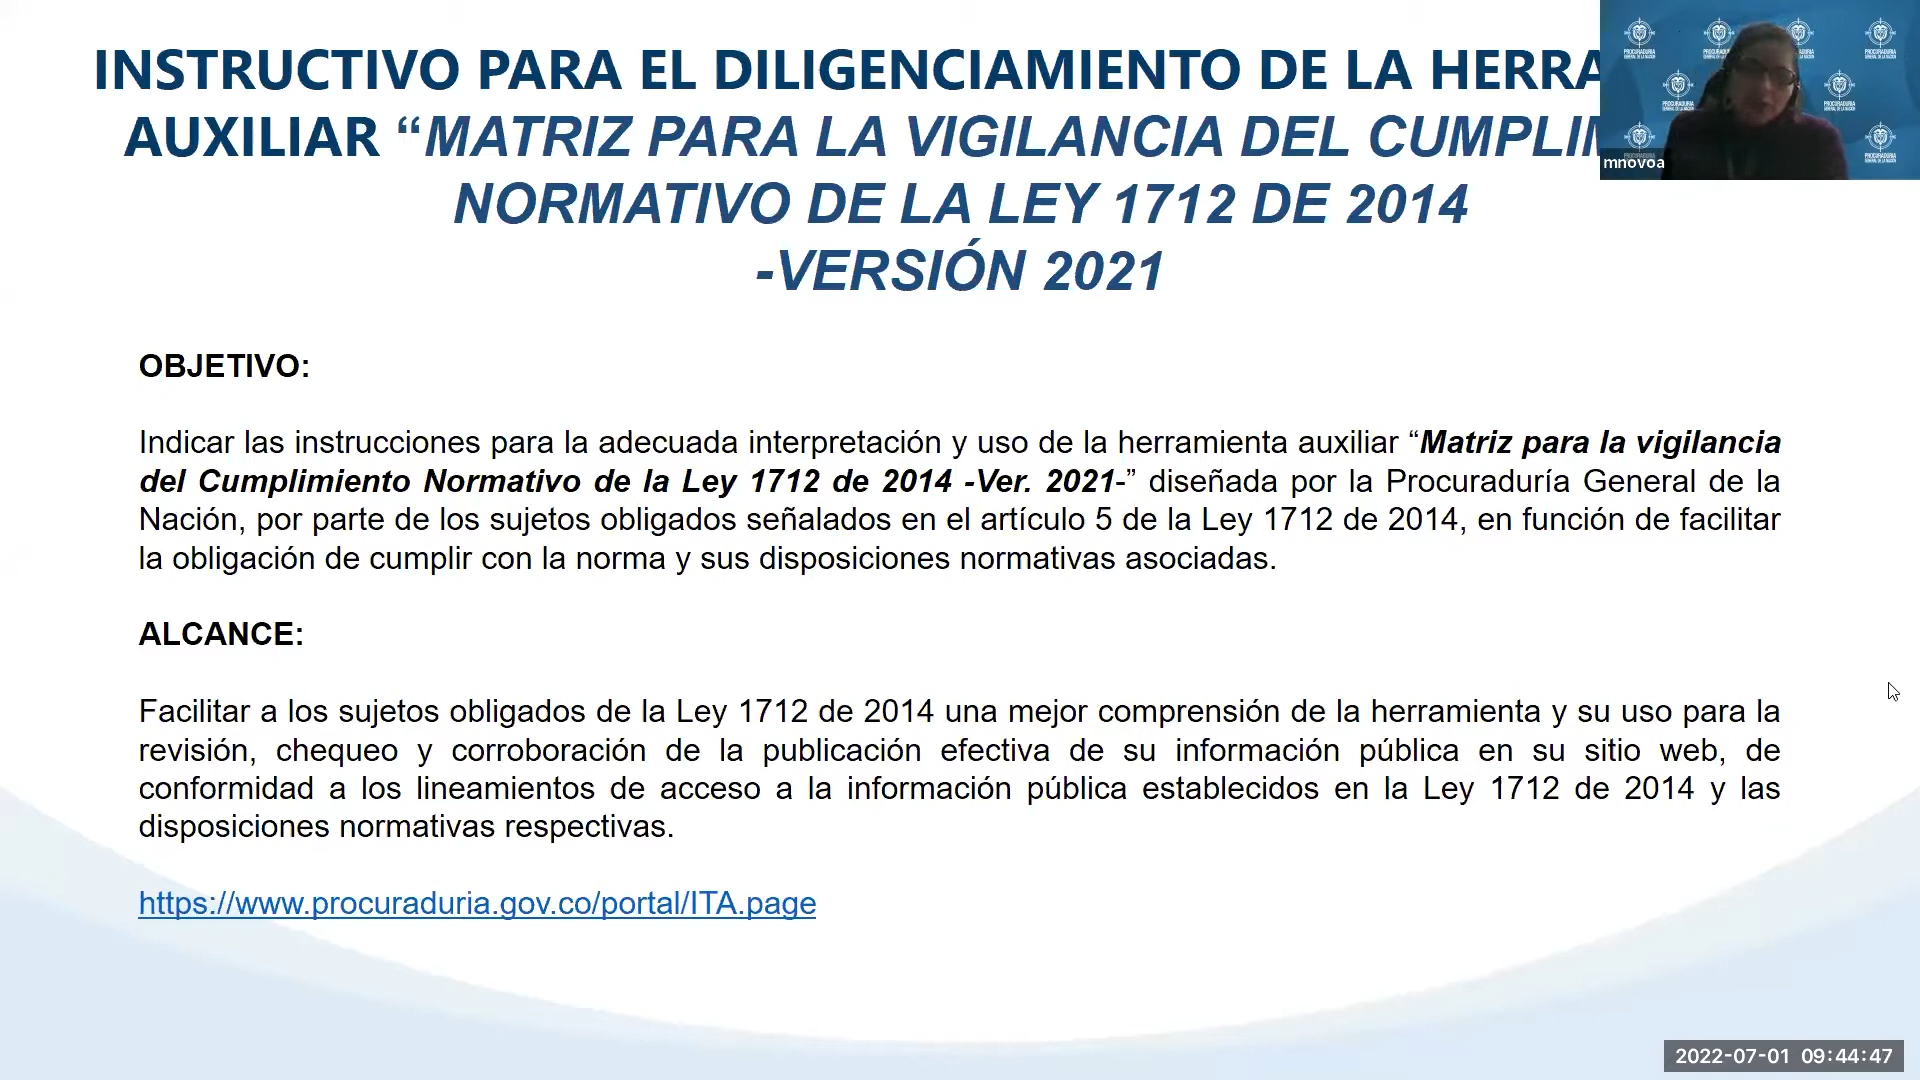 INSTRUCTIVO PARA EL DILIGENCIAMIENTO DE LA HERRA
AUXILIAR “MATRIZ PARA LA VIGILANCIA DEL CUMPLIM
NORMATIVO DE LA LEY 1712 DE 2014
-VERSIÓN 2021
PROCURADURIA
GENERAL DE LA NACION
mnovoa
OBJETIVO:
Indicar las instrucciones para la adecuada interpretación y uso de la herramienta auxiliar “Matriz para la vigilancia
del Cumplimiento Normativo de la Ley 1712 de 2014 -Ver. 2021-” diseñada por la Procuraduría General de la
Nación, por parte de los sujetos obligados señalados en el artículo 5 de la Ley 1712 de 2014, en función de facilitar
la obligación de cumplir con la norma y sus disposiciones normativas asociadas.
ALCANCE:
Facilitar a los sujetos obligados de la Ley 1712 de 2014 una mejor comprensión de la herramienta y su uso para la
revisión, chequeo y corroboración de la publicación efectiva de su información pública en su sitio web, de
conformidad a los lineamientos de acceso a la información pública establecidos en la Ley 1712 de 2014 y las
disposiciones normativas respectivas.
https://www.procuraduria.gov.co/portal/ITA.page
2022-07-01 09:44:47